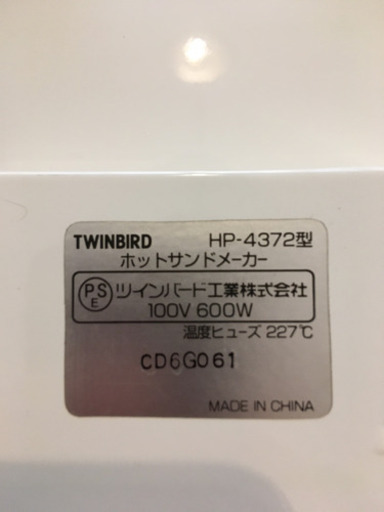 TWINBIRD HP-4372型
ホットサンドメーカー
PSE ツインバード工業株式会社
100V 600W
温度ヒューズ 227℃
CD6G061
MADE IN CHINA